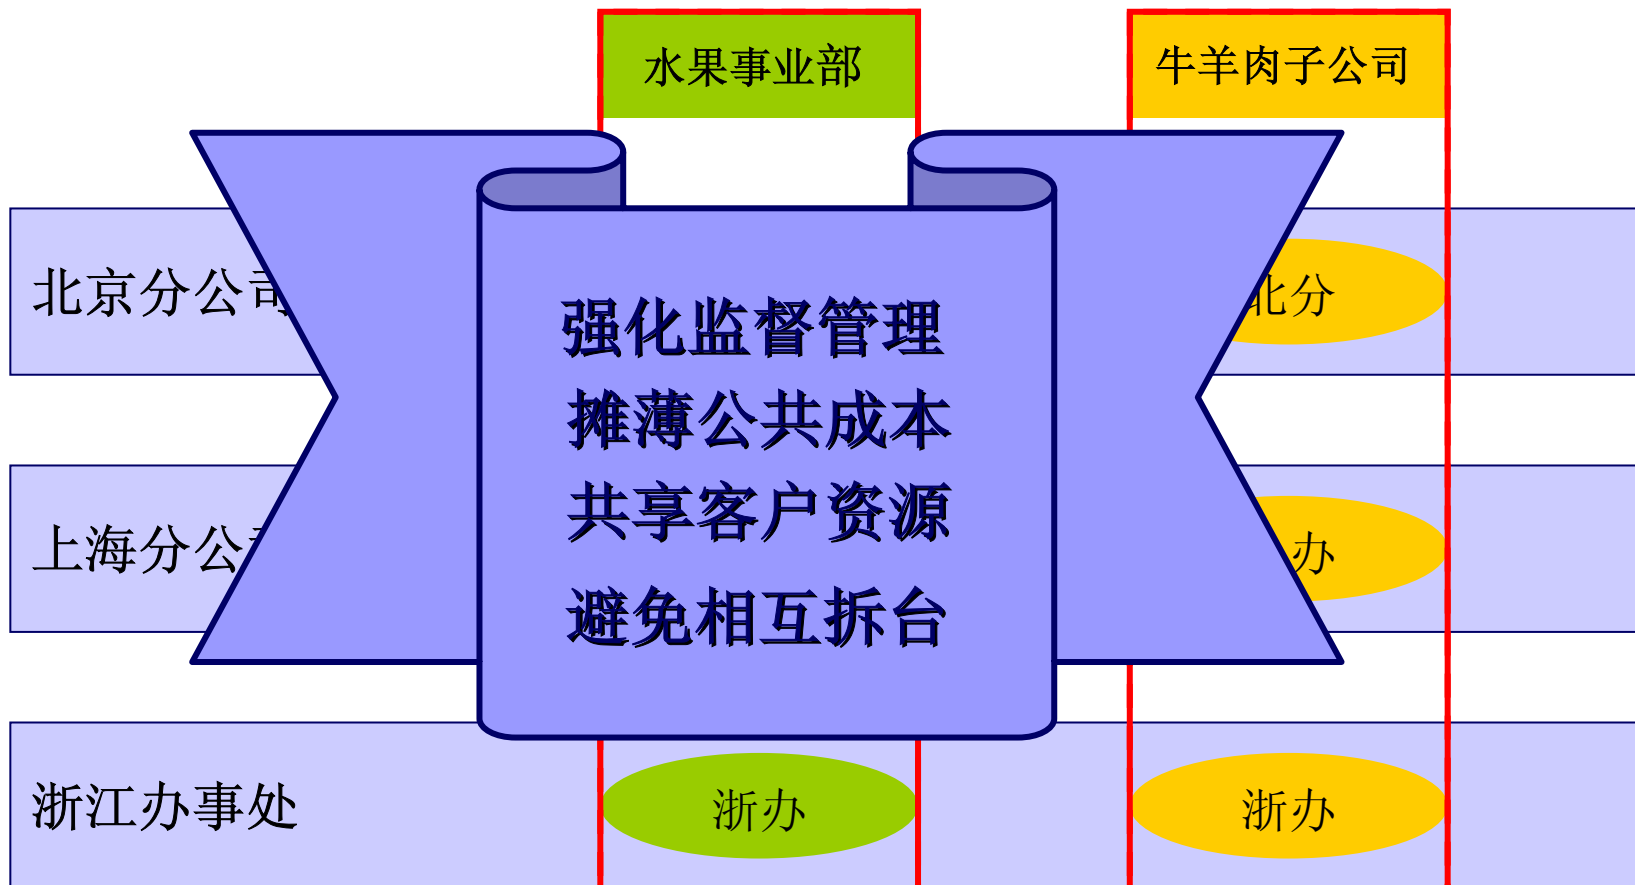 水果事业部
牛羊肉子公司
北京分公司
北分
强化监督管理
摊薄公共成本
共享客户资源
上海分公
办
避免相互拆台
浙江办事处
浙办
浙办